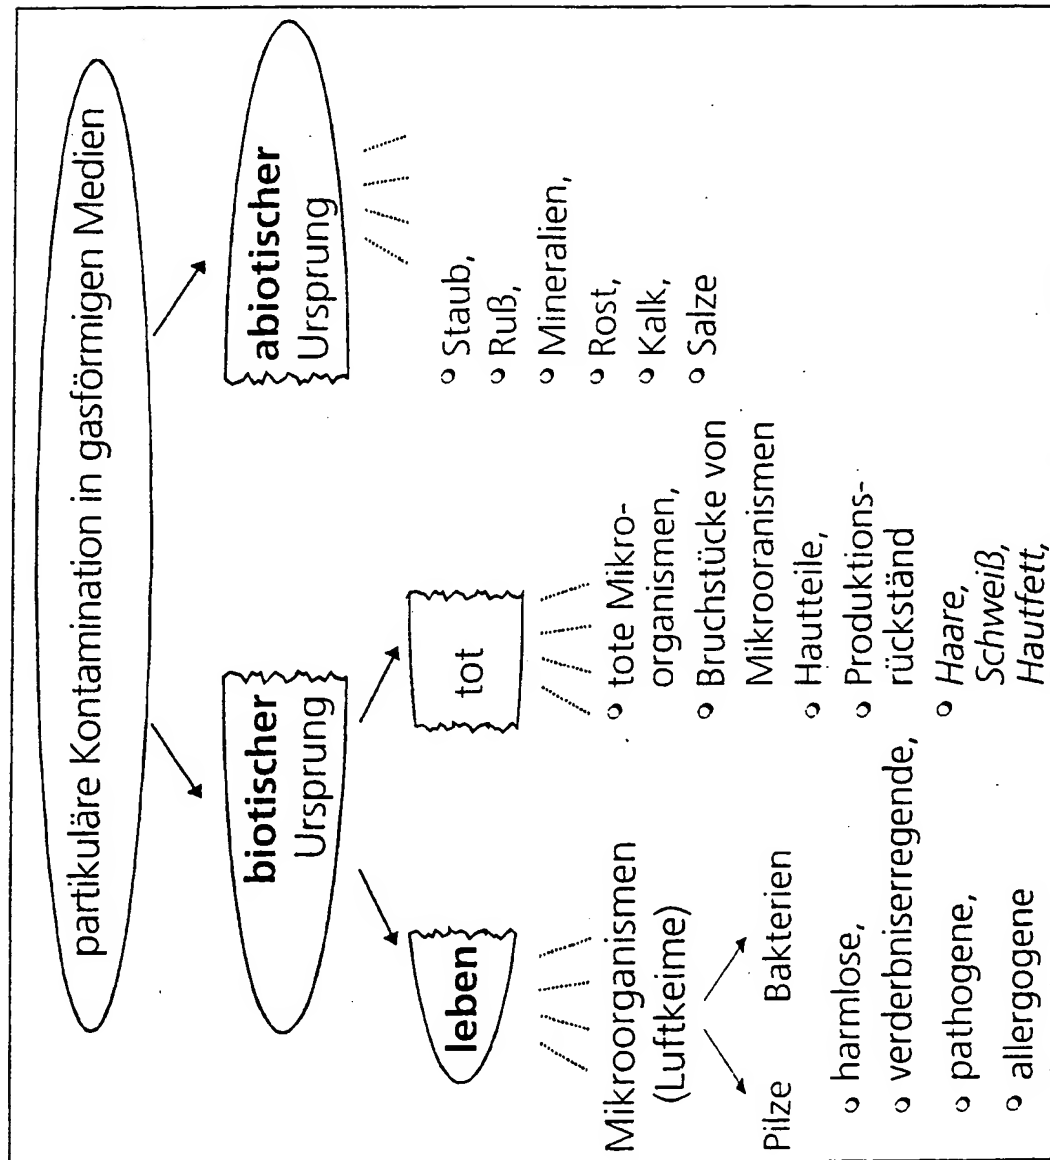 partikuläre Kontamination in gasförmigen Medien
biotischer
Ursprung
abiotischer
Ursprung
leben
tot
Mikroorganismen
(Luftkeime)
Pilze
Bakterien
harmlose,
verderbniserregende,
pathogene,
allergogene
tote Mikro-
organismen,
Bruchstücke von
Mikrooranismen
Hautteile,
Produktions-
rückständ
Haare,
Schweiß,
Hautfett,
Staub,
Ruß,
Mineralien,
Rost,
Kalk,
Salze